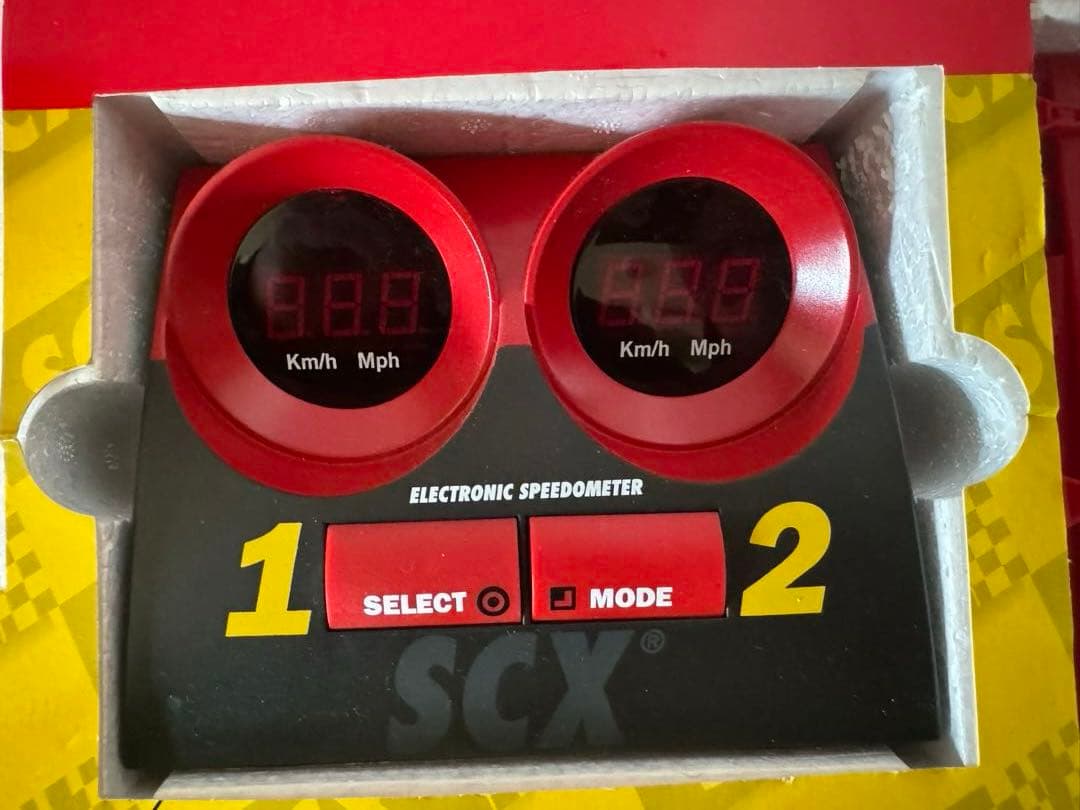 Km/h Mph
Km/h Mph
ELECTRONIC SPEEDOMETER
1 SELECT MODE 2
SCX®